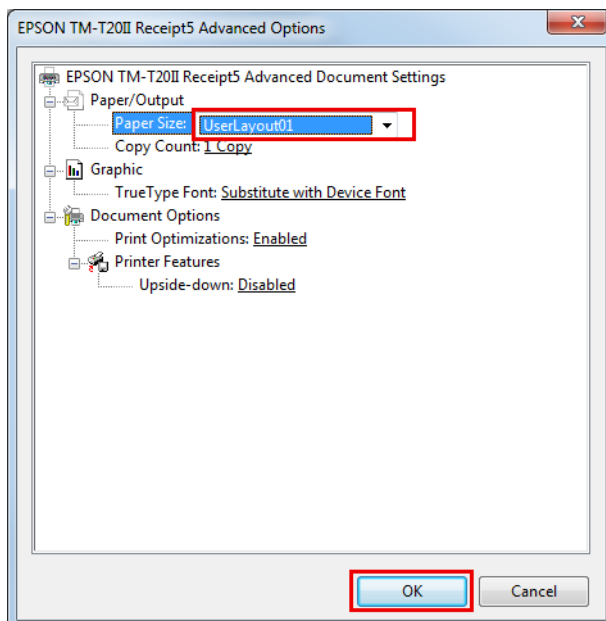 EPSON TM-T20II Receipt5 Advanced Options
EPSON TM-T20II Receipt5 Advanced Document Settings
Paper/Output
Paper Size: UserLayout01
Copy Count: 1 Copy
Graphic
TrueType Font: Substitute with Device Font
Document Options
Print Optimizations: Enabled
Printer Features
Upside-down: Disabled
OK Cancel